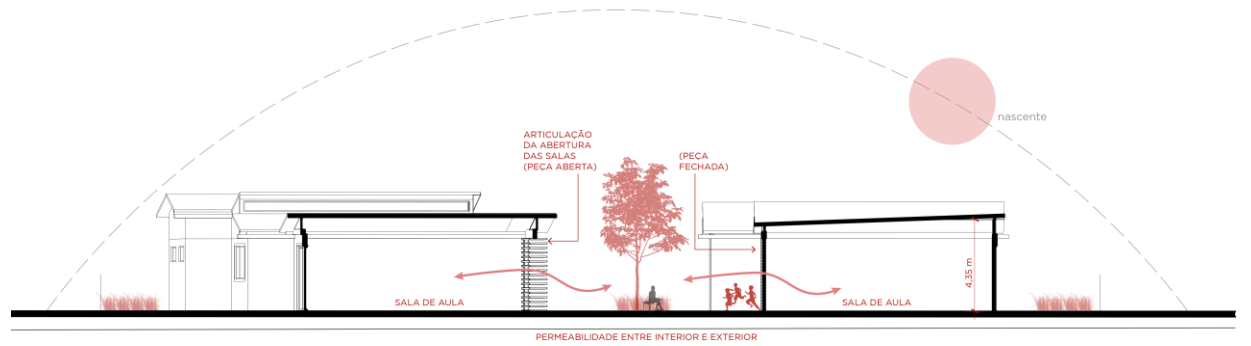 nascente
ARTICULAÇÃO
DA ABERTURA
DAS SALAS
(PEÇA ABERTA)
(PEÇA
FECHADA)
4,35 m
SALA DE AULA
SALA DE AULA
PERMEABILIDADE ENTRE INTERIOR E EXTERIOR